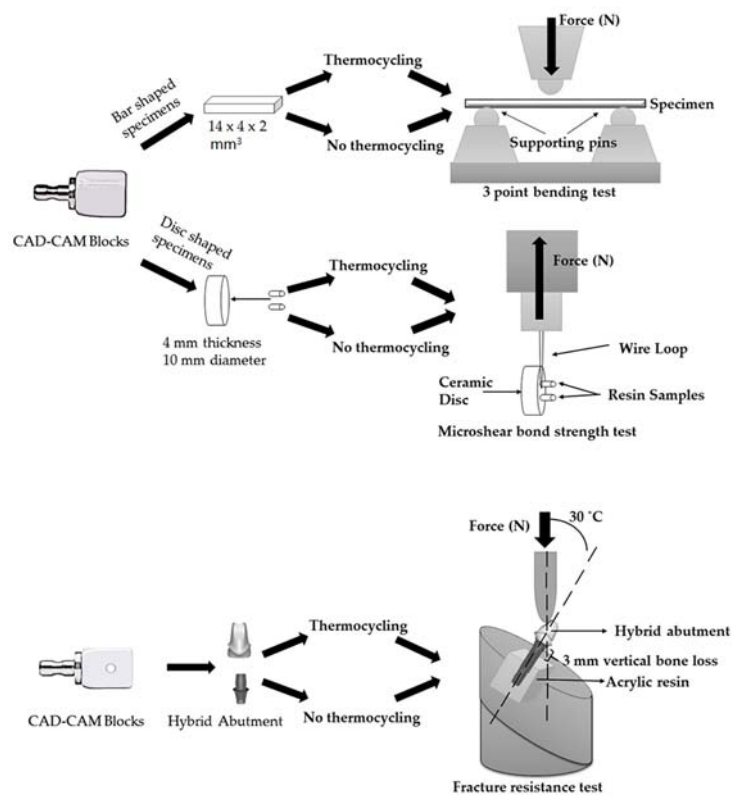 Force (N)
Thermocycling
Bar shaped
specimens
Specimen
14 x 4 x 2
mm³
No thermocycling
Supporting pins
3 point bending test
CAD-CAM Blocks
Disc shaped
specimens
Thermocycling
Force (N)
4 mm thickness
10 mm diameter
No thermocycling
Wire Loop
Ceramic
Disc
Resin Samples
Microshear bond strength test
30 ˚C
Force (N)
Thermocycling
Hybrid abutment
3 mm vertical bone loss
Acrylic resin
CAD-CAM Blocks
Hybrid Abutment
No thermocycling
Fracture resistance test